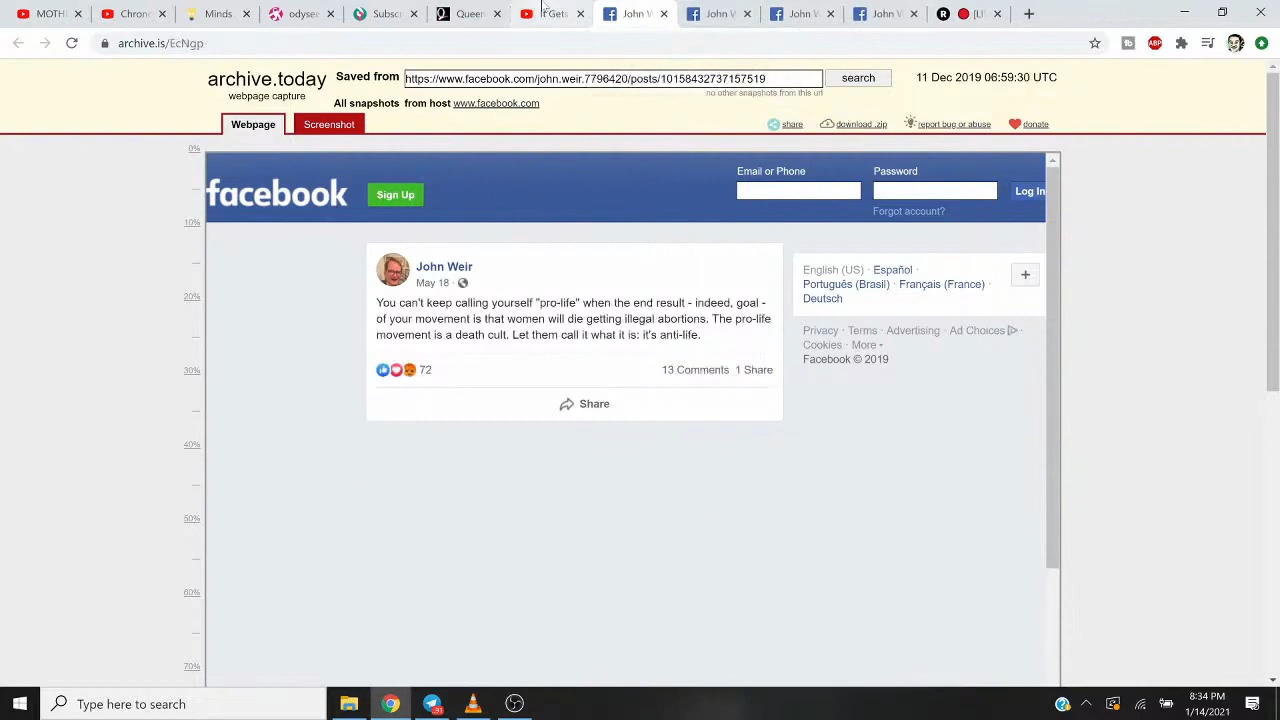 MOTHI
Chrono
Minds
odysee
Subscri
Queen
If Gets
John W
John W
John W
John W
[L
archive.is/EcNgp
archive.today
webpage capture
Saved from
https://www.facebook.com/john.weir.7796420/posts/10158432737157519
search
11 Dec 2019 06:59:30 UTC
no other snapshots from this url
All snapshots from host www.facebook.com
Webpage
Screenshot
share
download .zip
report bug or abuse
donate
0%
10%
20%
30%
40%
50%
60%
70%
facebook
Sign Up
Email or Phone
Password
Log In
Forgot account?
John Weir
May 18 ·
You can't keep calling yourself "pro-life" when the end result - indeed, goal -
of your movement is that women will die getting illegal abortions. The pro-life
movement is a death cult. Let them call it what it is: it's anti-life.
72
13 Comments 1 Share
Share
English (US) · Español ·
Português (Brasil) · Français (France) ·
Deutsch
Privacy · Terms · Advertising · Ad Choices ·
Cookies · More
Facebook © 2019
Type here to search
8:34 PM
1/14/2021